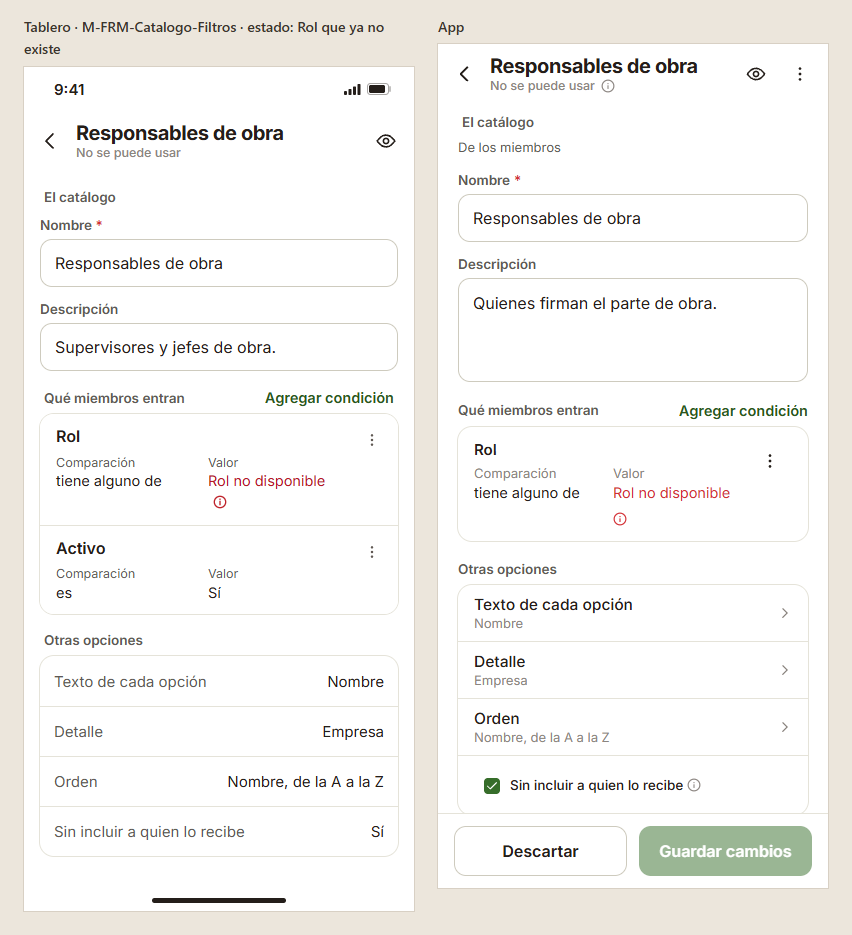 Tablero · M-FRM-Catalogo-Filtros · estado: Rol que ya no
existe
9:41
Responsables de obra
No se puede usar
El catálogo
Nombre *
Responsables de obra
Descripción
Supervisores y jefes de obra.
Qué miembros entran
Agregar condición
Rol
Comparación
Valor
tiene alguno de
Rol no disponible
Activo
Comparación
Valor
es
Sí
Otras opciones
Texto de cada opción
Nombre
Detalle
Empresa
Orden
Nombre, de la A a la Z
Sin incluir a quien lo recibe
Sí
App
Responsables de obra
No se puede usar
El catálogo
De los miembros
Nombre *
Responsables de obra
Descripción
Quienes firman el parte de obra.
Qué miembros entran
Agregar condición
Rol
Comparación
Valor
tiene alguno de
Rol no disponible
Otras opciones
Texto de cada opción
Nombre
Detalle
Empresa
Orden
Nombre, de la A a la Z
Sin incluir a quien lo recibe
Descartar
Guardar cambios